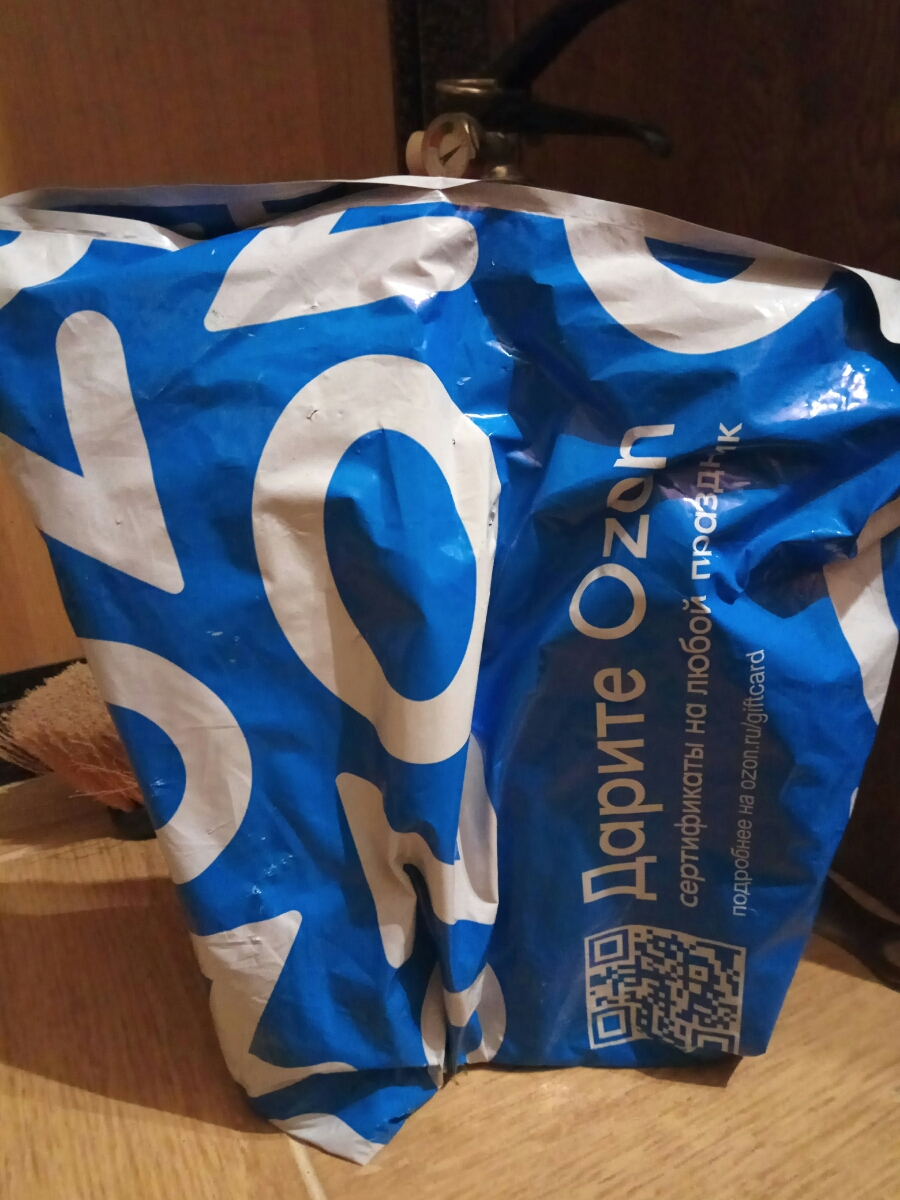 Дарите Ozon
сертификаты на любой праздник
подробнее на ozon.ru/giftcard